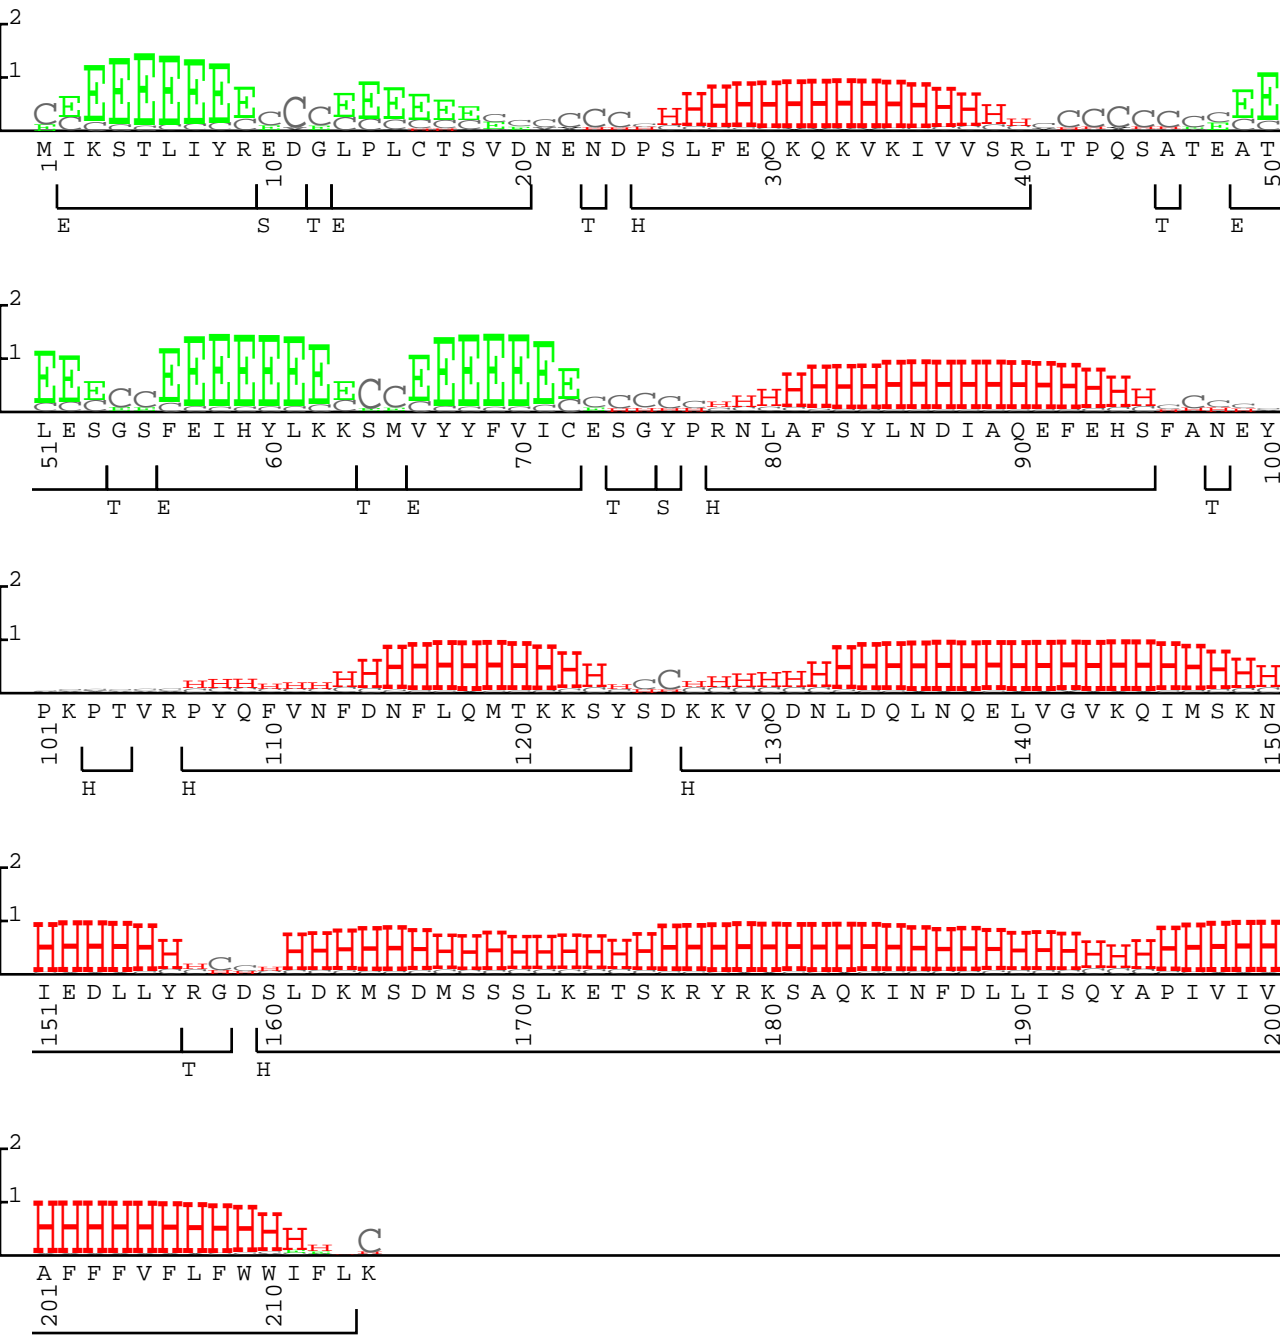 2
1
M I K S T L I Y R E D G L P L C T S V D N E N D P S L F E Q K Q K V K I V V S R L T P Q S A T E A T
1 10 20 30 40 50
E S T E T H T E
2
1
L E S G S F E I H Y L K K S M V Y Y F V I C E S G Y P R N L A F S Y L N D I A Q E F E H S F A N E Y
51 60 70 80 90 100
T E T E T S H T
2
1
P K P T V R P Y Q F V N F D N F L Q M T K K S Y S D K K V Q D N L D Q L N Q E L V G V K Q I M S K N
101 110 120 130 140 150
H H H
2
1
I E D L L Y R G D S L D K M S D M S S S L K E T S K R Y R K S A Q K I N F D L L I S Q Y A P I V I V
151 160 170 180 190 200
T H
2
1
A F F F V F L F W W I F L K
201 210